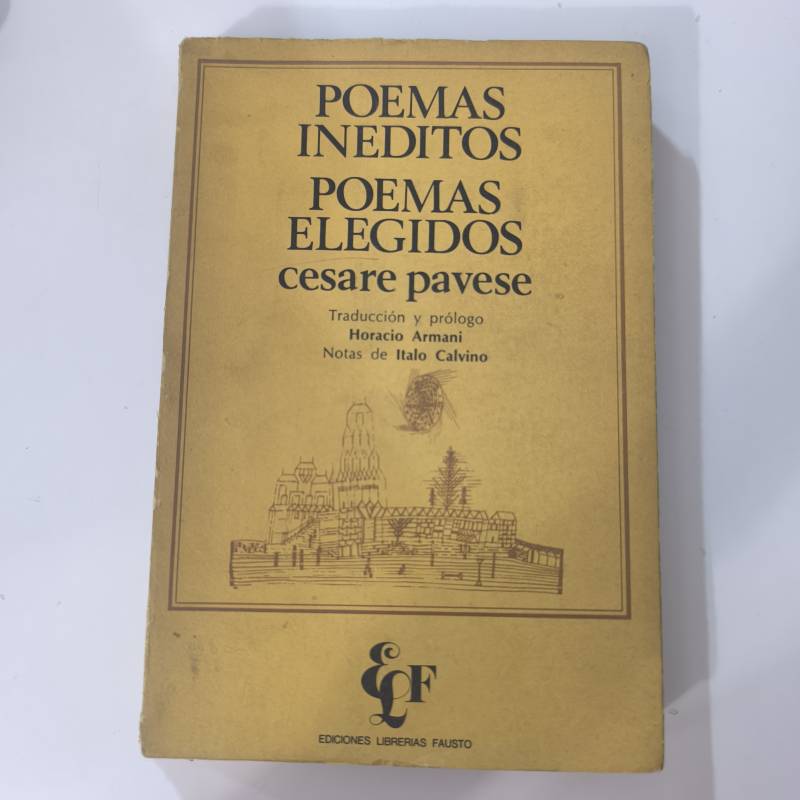 POEMAS
INEDITOS
POEMAS
ELEGIDOS
cesare pavese
Traducción y prólogo
Horacio Armani
Notas de Italo Calvino
ELF
EDICIONES LIBRERIAS FAUSTO